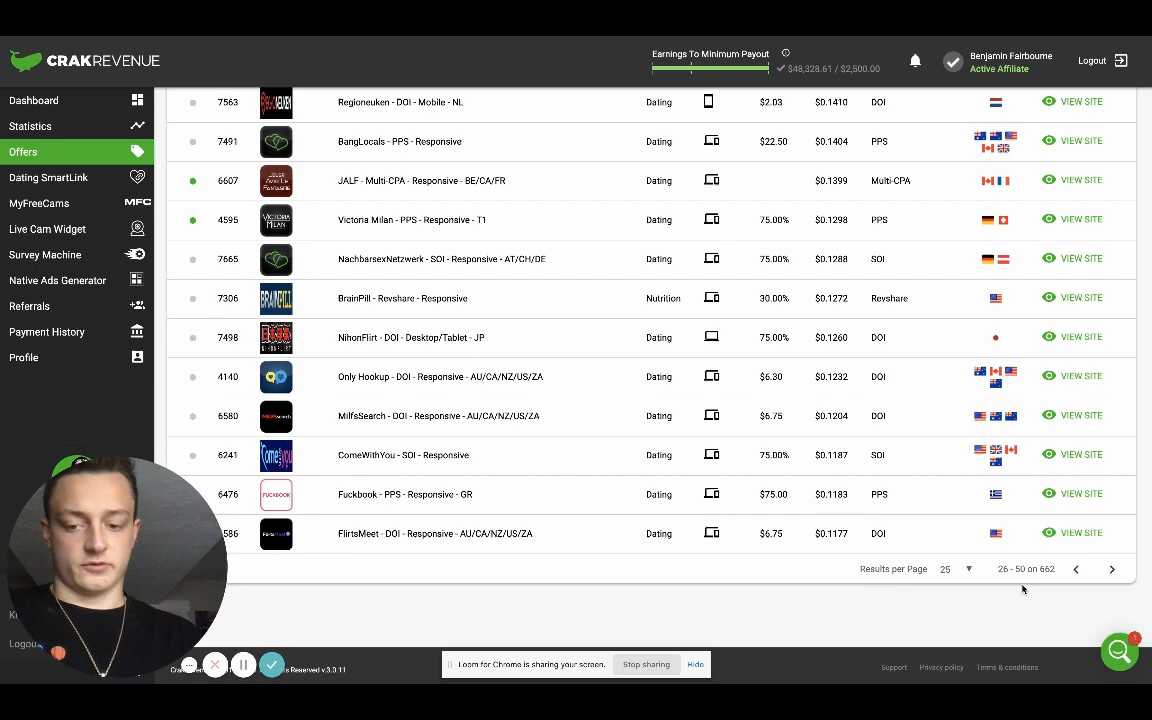 CRAKREVENUE
Earnings To Minimum Payout
$48,328.61 / $2,500.00
Benjamin Fairbourne
Active Affiliate
Logout
Dashboard
Statistics
Offers
Dating SmartLink
MyFreeCams MFC
Live Cam Widget
Survey Machine
Native Ads Generator
Referrals
Payment History
Profile
7563 Regioneuken - DOI - Mobile - NL Dating $2.03 $0.1410 DOI VIEW SITE
7491 BangLocals - PPS - Responsive Dating $22.50 $0.1404 PPS VIEW SITE
6607 JALF - Multi-CPA - Responsive - BE/CA/FR Dating $0.1399 Multi-CPA VIEW SITE
4595 VICTORIA MILAN Victoria Milan - PPS - Responsive - T1 Dating 75.00% $0.1298 PPS VIEW SITE
7665 NachbarsexNetzwerk - SOI - Responsive - AT/CH/DE Dating 75.00% $0.1288 SOI VIEW SITE
7306 BRAINPILL BrainPill - Revshare - Responsive Nutrition 30.00% $0.1272 Revshare VIEW SITE
7498 NihonFlirt - DOI - Desktop/Tablet - JP Dating 75.00% $0.1260 DOI VIEW SITE
4140 Only Hookup - DOI - Responsive - AU/CA/NZ/US/ZA Dating $6.30 $0.1232 DOI VIEW SITE
6580 MilfsSearch - DOI - Responsive - AU/CA/NZ/US/ZA Dating $6.75 $0.1204 DOI VIEW SITE
6241 ComeWithYou - SOI - Responsive Dating 75.00% $0.1187 SOI VIEW SITE
6476 FUCKBOOK Fuckbook - PPS - Responsive - GR Dating $75.00 $0.1183 PPS VIEW SITE
586 FlirtsMeet - DOI - Responsive - AU/CA/NZ/US/ZA Dating $6.75 $0.1177 DOI VIEW SITE
Results per Page 25 26 - 50 on 662
Logou
s Reserved v.3.0.11
Loom for Chrome is sharing your screen. Stop sharing Hide
Support Privacy policy Terms & conditions
1